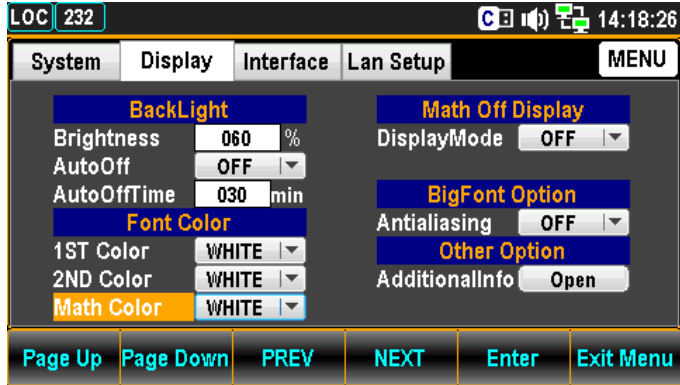 LOC 232 C 14:18:26
System Display Interface Lan Setup MENU
BackLight
Brightness 060 %
AutoOff OFF
AutoOffTime 030 min
Font Color
1ST Color WHITE
2ND Color WHITE
Math Color WHITE
Math Off Display
DisplayMode OFF
BigFont Option
Antialiasing OFF
Other Option
AdditionalInfo Open
Page Up Page Down PREV NEXT Enter Exit Menu